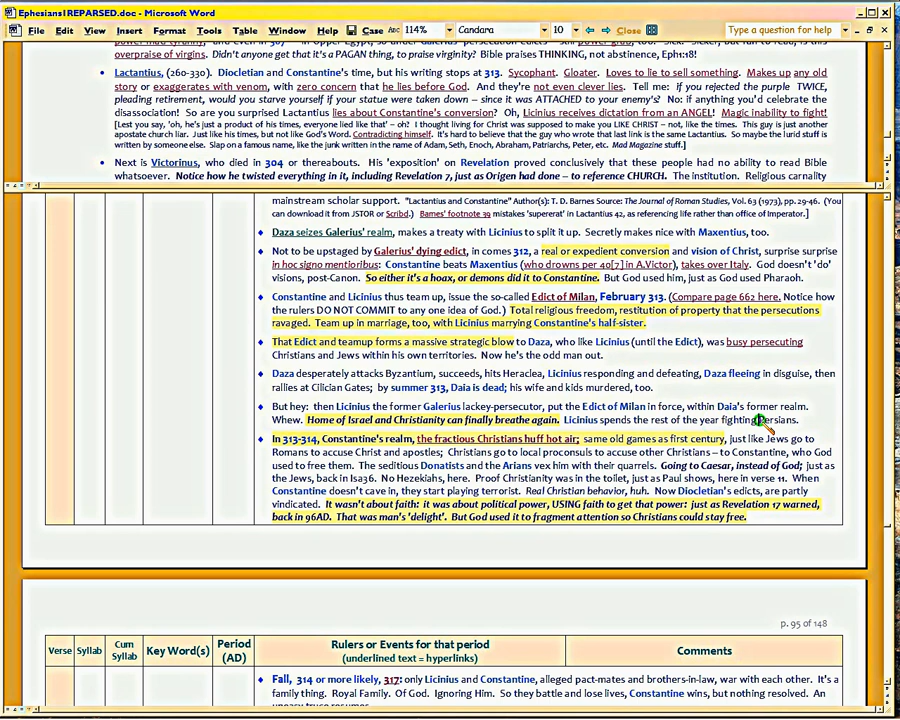 Ephesians1REPARSED.doc - Microsoft Word
File Edit View Insert Format Tools Table Window Help Case ABC 114% Candara 10 Close Type a question for help
overpraise of virgins. Didn't anyone get that it's a PAGAN thing, to praise virginity? Bible praises THINKING, not abstinence, Eph1:8!
• Lactantius, (260-330). Diocletian and Constantine's time, but his writing stops at 313. Sycophant. Gloater. Loves to lie to sell something. Makes up any old
story or exaggerates with venom, with zero concern that he lies before God. And they're not even clever lies. Tell me: if you rejected the purple TWICE,
pleading retirement, would you starve yourself if your statue were taken down – since it was ATTACHED to your enemy's? No: if anything you'd celebrate the
disassociation! So are you surprised Lactantius lies about Constantine's conversion? Oh, Licinius receives dictation from an ANGEL! Magic inability to fight!
[Lest you say, 'oh, he's just a product of his times, everyone lied like that' – oh? I thought living for Christ was supposed to make you LIKE CHRIST – not, like the times. This guy is just another
apostate church liar. Just like his times, but not like God's Word. Contradicting himself. It's hard to believe that the guy who wrote that last link is the same Lactantius. So maybe the lurid stuff is
written by someone else. Slap on a famous name, like the junk written in the name of Adam, Seth, Enoch, Abraham, Patriarchs, Peter, etc. Mad Magazine stuff.]
• Next is Victorinus, who died in 304 or thereabouts. His 'exposition' on Revelation proved conclusively that these people had no ability to read Bible
whatsoever. Notice how he twisted everything in it, including Revelation 7, just as Origen had done – to reference CHURCH. The institution. Religious carnality
mainstream scholar support. "Lactantius and Constantine" Author(s): T. D. Barnes Source: The Journal of Roman Studies, Vol. 63 (1973), pp.29-46. (You
can download it from JSTOR or Scribd.) Bames' footnote 39 mistakes 'supererat' in Lactantius 42, as referencing life rather than office of Imperator.]
♦ Daza seizes Galerius' realm, makes a treaty with Licinius to split it up. Secretly makes nice with Maxentius, too.
♦ Not to be upstaged by Galerius' dying edict, in comes 312, a real or expedient conversion and vision of Christ, surprise surprise
in hoc signo mentioribus: Constantine beats Maxentius (who drowns per 40[7] in A.Victor), takes over Italy. God doesn't 'do'
visions, post-Canon. So either it's a hoax, or demons did it to Constantine. But God used him, just as God used Pharaoh.
♦ Constantine and Licinius thus team up, issue the so-called Edict of Milan, February 313. (Compare page 662 here. Notice how
the rulers DO NOT COMMIT to any one idea of God.) Total religious freedom, restitution of property that the persecutions
ravaged. Team up in marriage, too, with Licinius marrying Constantine's half-sister.
♦ That Edict and teamup forms a massive strategic blow to Daza, who like Licinius (until the Edict), was busy persecuting
Christians and Jews within his own territories. Now he's the odd man out.
♦ Daza desperately attacks Byzantium, succeeds, hits Heraclea, Licinius responding and defeating, Daza fleeing in disguise, then
rallies at Cilician Gates; by summer 313, Daia is dead; his wife and kids murdered, too.
♦ But hey: then Licinius the former Galerius lackey-persecutor, put the Edict of Milan in force, within Daia's former realm.
Whew. Home of Israel and Christianity can finally breathe again. Licinius spends the rest of the year fighting Persians.
♦ In 313-314, Constantine's realm, the fractious Christians huff hot air; same old games as first century, just like Jews go to
Romans to accuse Christ and apostles; Christians go to local proconsuls to accuse other Christians – to Constantine, who God
used to free them. The seditious Donatists and the Arians vex him with their quarrels. Going to Caesar, instead of God; just as
the Jews, back in Isa36. No Hezekiahs, here. Proof Christianity was in the toilet, just as Paul shows, here in verse 11. When
Constantine doesn't cave in, they start playing terrorist. Real Christian behavior, huh. Now Diocletian's edicts, are partly
vindicated. It wasn't about faith: it was about political power, USING faith to get that power: just as Revelation 17 warned,
back in 96AD. That was man's 'delight'. But God used it to fragment attention so Christians could stay free.
p. 95 of 148
Verse Syllab Cum Syllab Key Word(s) Period (AD) Rulers or Events for that period (underlined text = hyperlinks) Comments
♦ Fall, 314 or more likely, 317: only Licinius and Constantine, alleged pact-mates and brothers-in-law, war with each other. It's a
family thing. Royal Family. Of God. Ignoring Him. So they battle and lose lives, Constantine wins, but nothing resolved. An